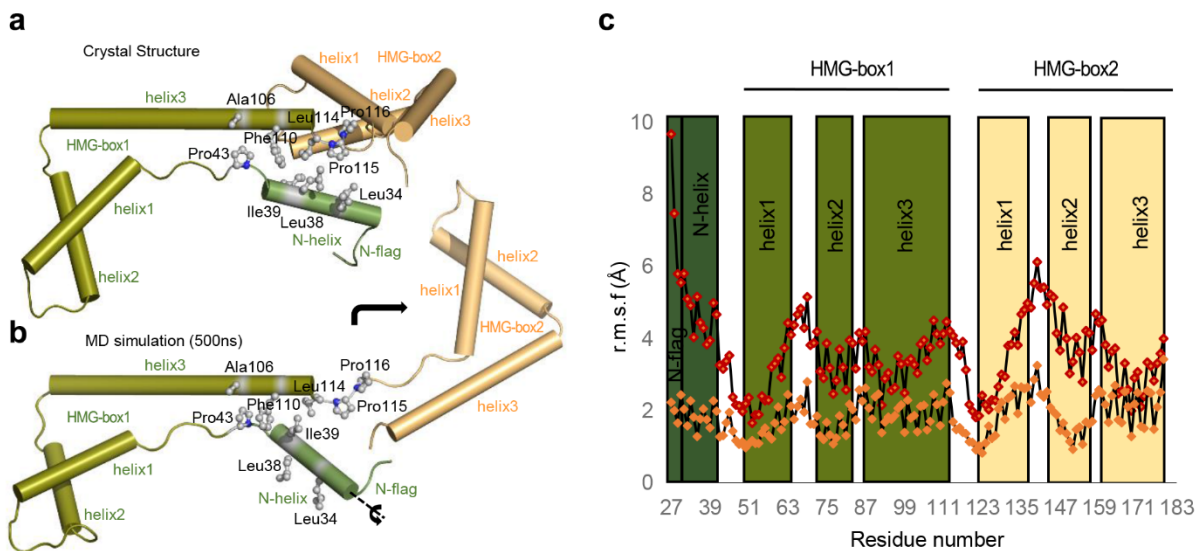 a
Crystal Structure
helix1
HMG-box2
helix3
helix2
Ala106
Leu114
Pro116
helix3
Phe110
HMG-box1
Pro43
Pro115
Leu34
helix1
Ile39
Leu38
N-helix
N-flag
helix2
helix2
helix1
b
HMG-box2
MD simulation (500ns)
helix3
Ala106
Pro116
Leu114
Phe110
helix3
HMG-box1
Pro43
Pro115
Ile39
helix1
Leu38
N-flag
N-helix
helix2
Leu34
c
HMG-box1
HMG-box2
r.m.s.f (Å)
10
8
6
4
2
0
N-flag
N-helix
helix1
helix2
helix3
helix1
helix2
helix3
27 39 51 63 75 87 99 111 123 135 147 159 171 183
Residue number